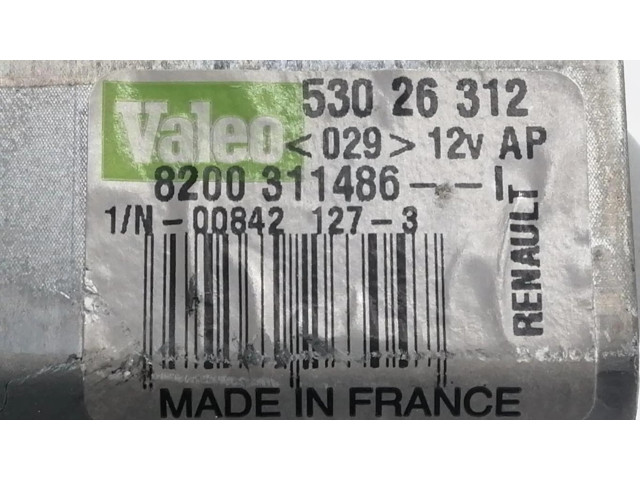 Valeo 530 26 312
<029> 12v AP
8200 311486---I
1/N-00842 127-3
RENAULT
MADE IN FRANCE